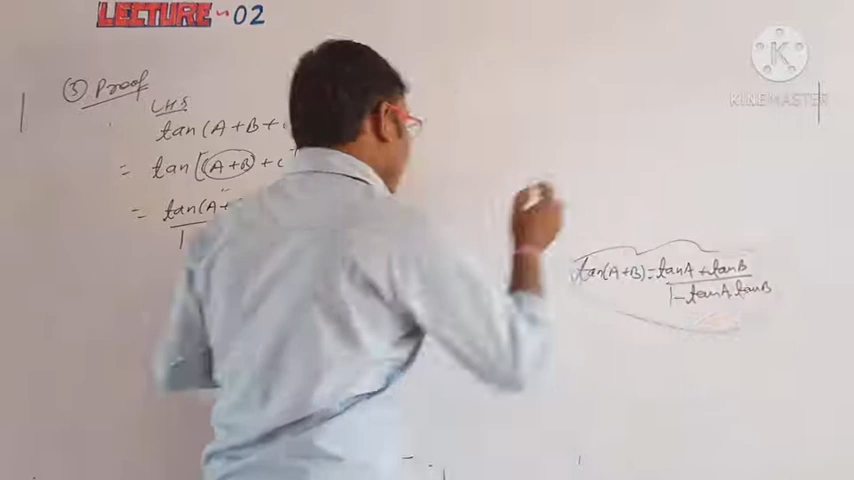 LECTURE-02
③ Proof
LHS
tan(A+B+
= tan[(A+B)+C
= tan(A+
1
tan(A+B)=tanA+tanB
1-tanA.tanB
K
KINEMASTER